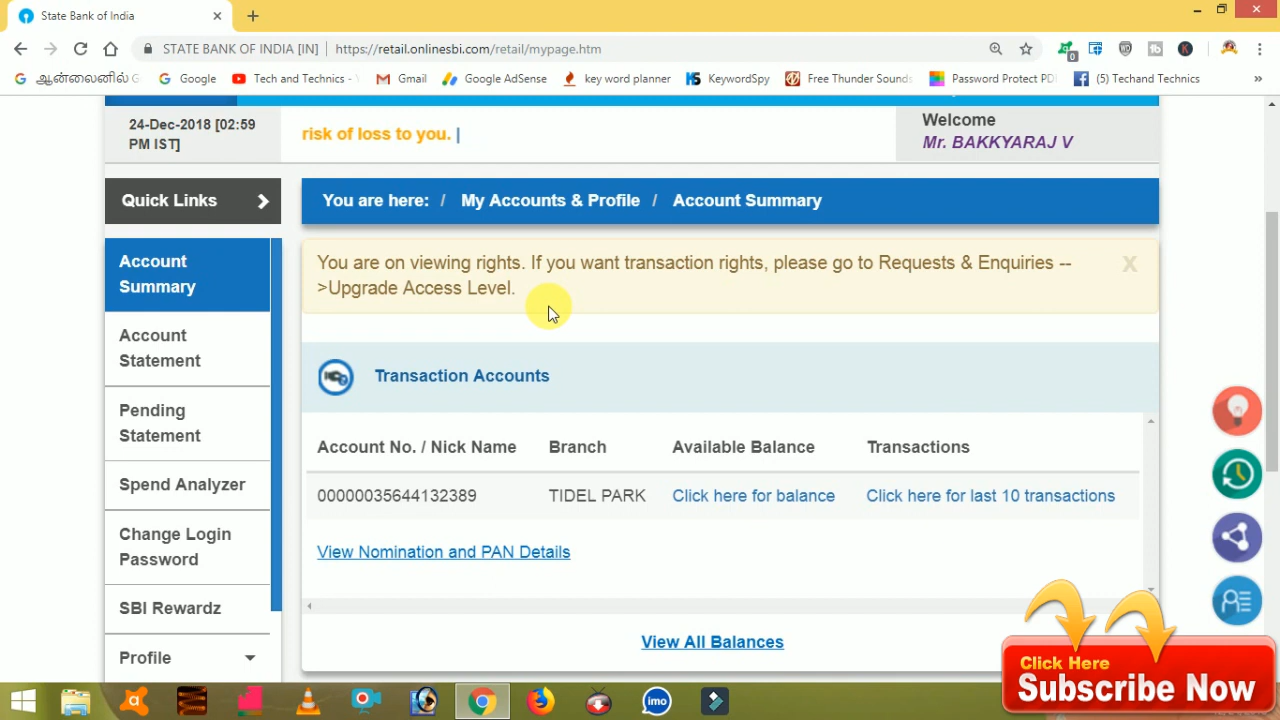 State Bank of India
STATE BANK OF INDIA [IN]
https://retail.onlinesbi.com/retail/mypage.htm
0
ஆன்லைனில் G
Google
Tech and Technics -
Gmail
Google AdSense
key word planner
KeywordSpy
Free Thunder Sounds
Password Protect PD
(5) Techand Technics
»
24-Dec-2018 [02:59
PM IST]
risk of loss to you. |
Welcome
Mr. BAKKYARAJ V
Quick Links
You are here: / My Accounts & Profile / Account Summary
Account
Summary
You are on viewing rights. If you want transaction rights, please go to Requests & Enquiries --
>Upgrade Access Level.
X
Account
Statement
Transaction Accounts
Pending
Statement
Account No. / Nick Name Branch Available Balance Transactions
Spend Analyzer
00000035644132389 TIDEL PARK Click here for balance Click here for last 10 transactions
Change Login
Password
View Nomination and PAN Details
SBI Rewardz
View All Balances
Profile
Click Here
Subscribe Now
imo